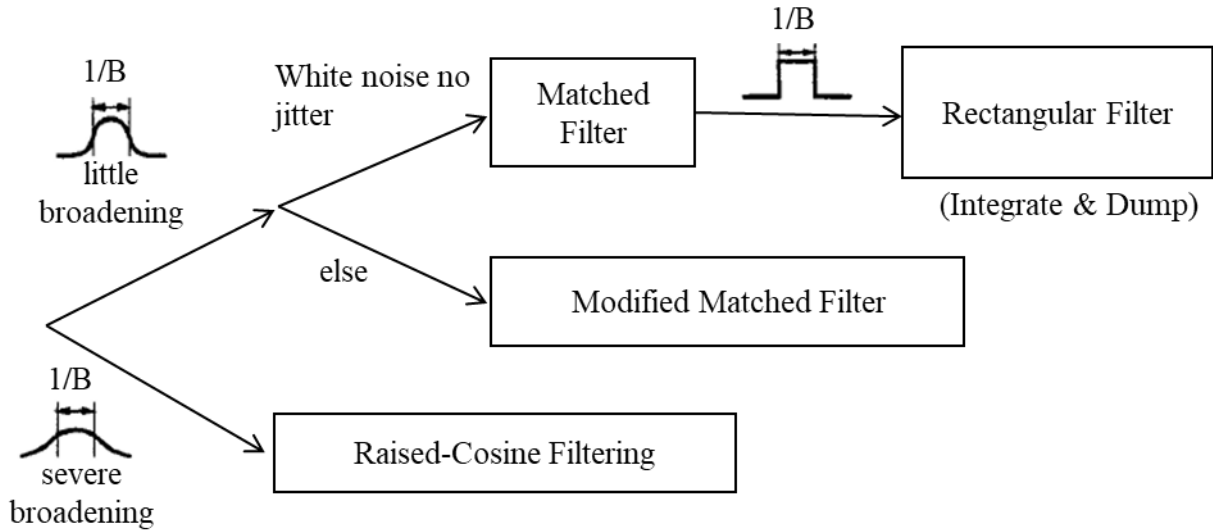 1/B
little
broadening
White noise no
jitter
Matched
Filter
1/B
Rectangular Filter
(Integrate & Dump)
else
Modified Matched Filter
1/B
severe
broadening
Raised-Cosine Filtering